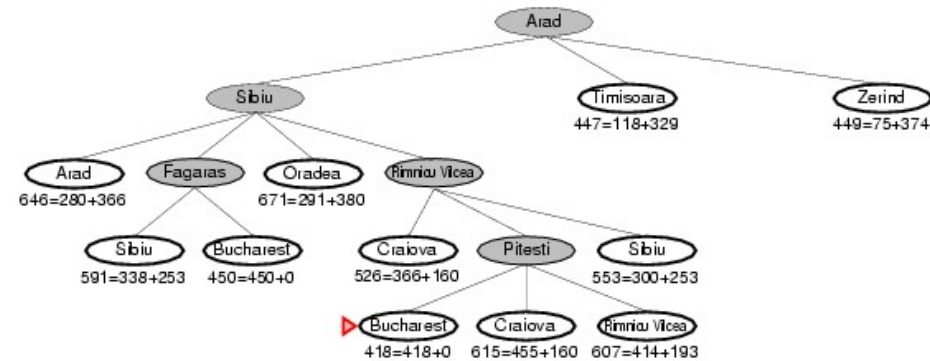 Arad
Sibiu
Timisoara
Zerind
447=118+329
449=75+374
Arad
Fagaras
Oradea
Rimnicu Vilcea
646=280+366
671=291+380
Sibiu
Bucharest
Craiova
Pitesti
Sibiu
591=338+253
450=450+0
526=366+160
553=300+253
Bucharest
Craiova
Rimnicu Vilcea
418=418+0
615=455+160
607=414+193